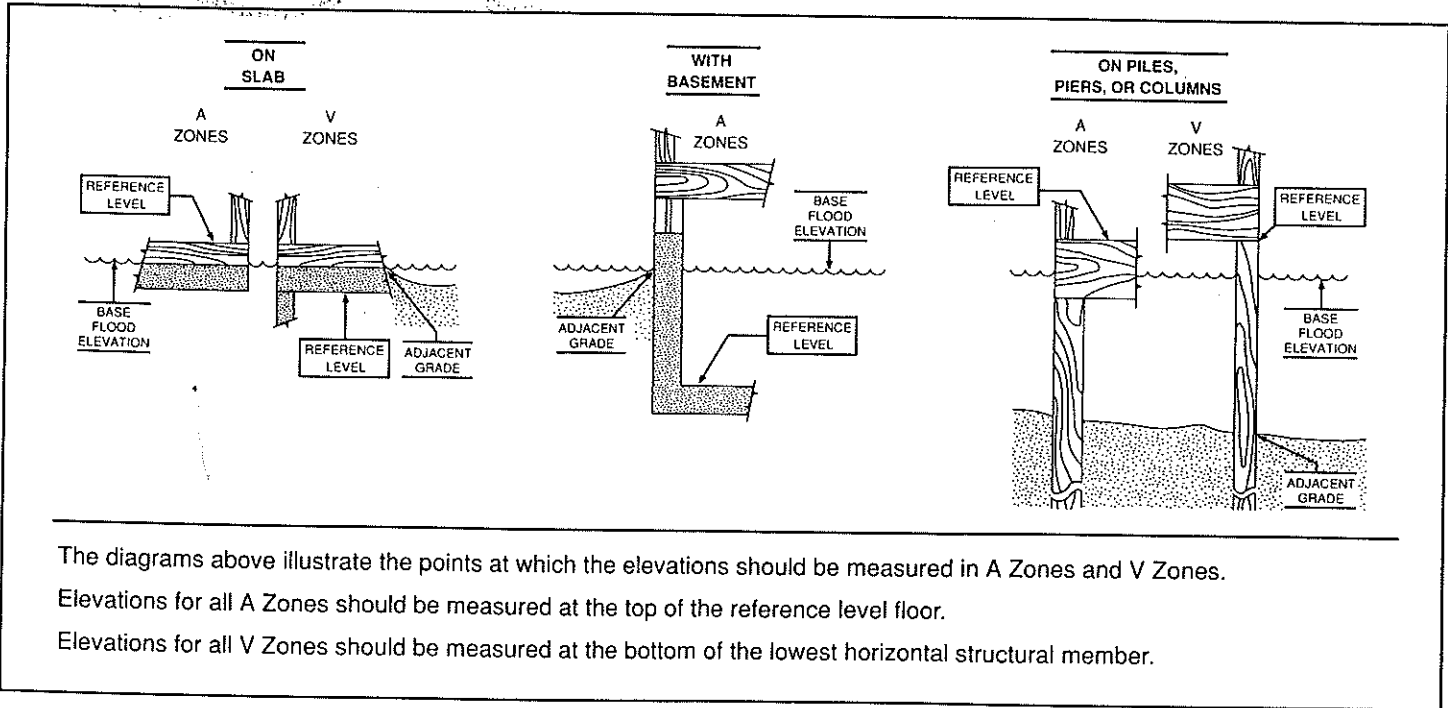 ON
SLAB
A
ZONES
V
ZONES
REFERENCE
LEVEL
BASE
FLOOD
ELEVATION
REFERENCE
LEVEL
ADJACENT
GRADE
WITH
BASEMENT
A
ZONES
BASE
FLOOD
ELEVATION
ADJACENT
GRADE
REFERENCE
LEVEL
ON PILES,
PIERS, OR COLUMNS
A
ZONES
V
ZONES
REFERENCE
LEVEL
REFERENCE
LEVEL
BASE
FLOOD
ELEVATION
ADJACENT
GRADE
The diagrams above illustrate the points at which the elevations should be measured in A Zones and V Zones.
Elevations for all A Zones should be measured at the top of the reference level floor.
Elevations for all V Zones should be measured at the bottom of the lowest horizontal structural member.